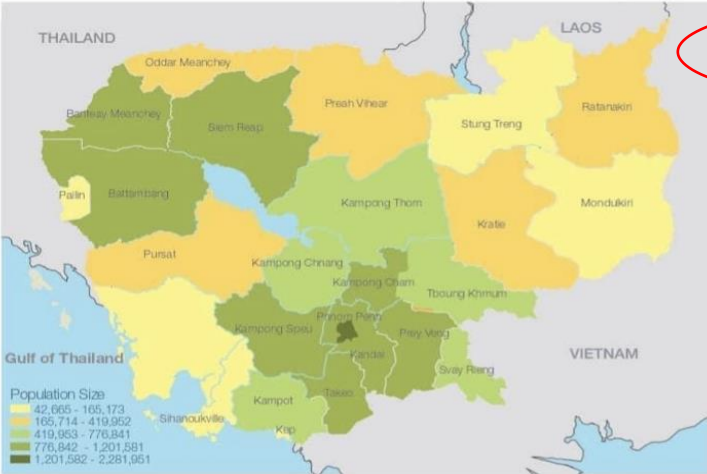 THAILAND
LAOS
Oddar Meanchey
Preah Vihear
Ratanakiri
Banteay Meanchey
Siem Reap
Stung Treng
Pailin
Battambang
Kampong Thom
Mondulkiri
Kratie
Pursat
Kampong Chnang
Kampong Cham
Tboung Khmum
Phnom Penh
Kampong Speu
Prey Veng
Kandal
Gulf of Thailand
VIETNAM
Svay Rieng
Takeo
Kampot
Sihanoukville
Kep
Population Size
42,665 - 165,173
165,714 - 419,952
419,953 - 776,841
776,842 - 1,201,581
1,201,582 - 2,281,951